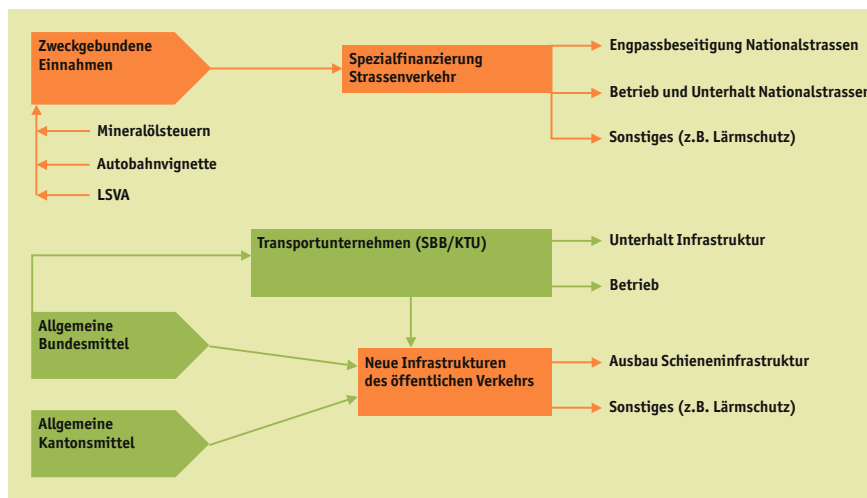 Zweckgebundene
Einnahmen
Spezialfinanzierung
Strassenverkehr
Engpassbeseitigung Nationalstrassen
Betrieb und Unterhalt Nationalstrassen
Sonstiges (z.B. Lärmschutz)
Mineralölsteuern
Autobahnvignette
LSVA
Transportunternehmen (SBB/KTU)
Unterhalt Infrastruktur
Betrieb
Allgemeine
Bundesmittel
Neue Infrastrukturen
des öffentlichen Verkehrs
Ausbau Schieneninfrastruktur
Sonstiges (z.B. Lärmschutz)
Allgemeine
Kantonsmittel